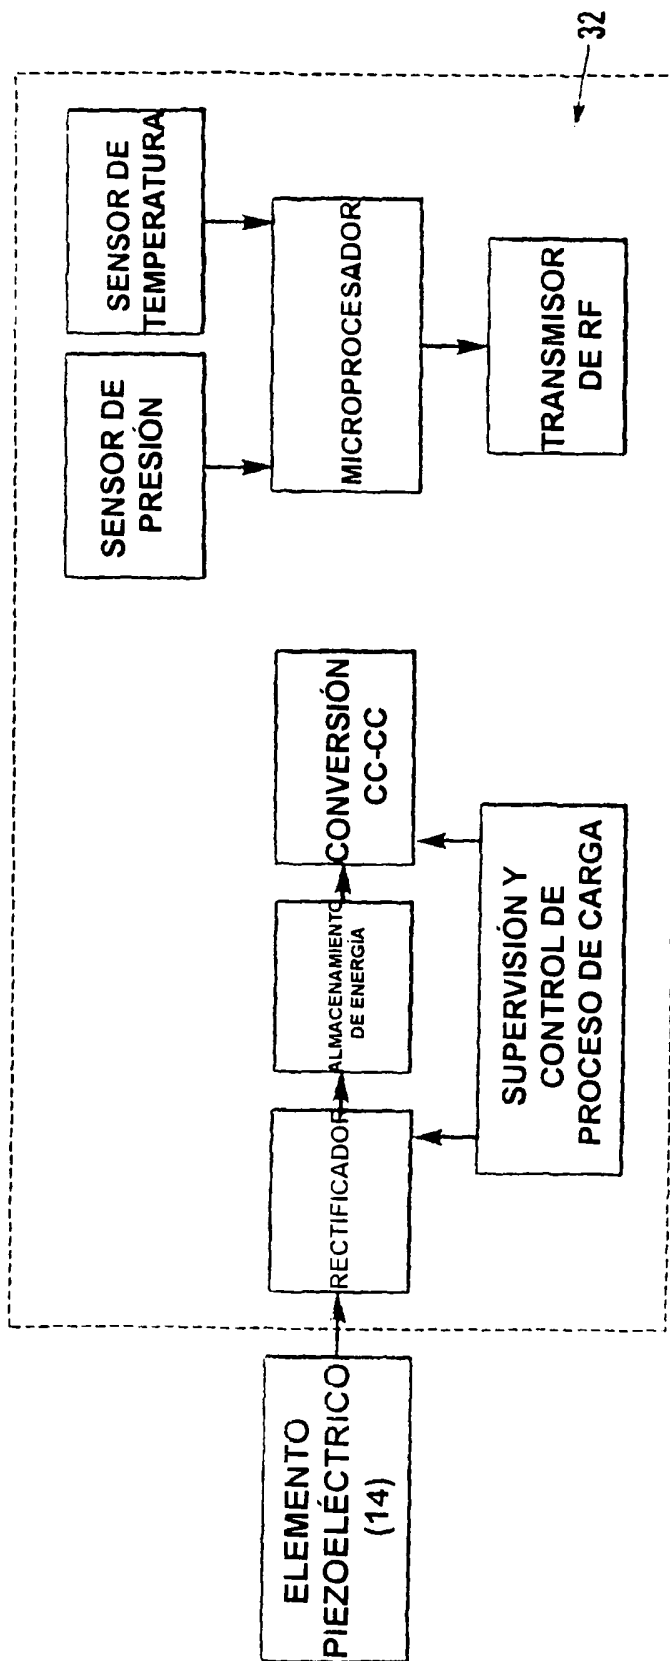 ELEMENTO
PIEZOELÉCTRICO
(14)
RECTIFICADOR
ALMACENAMIENTO
DE ENERGÍA
CONVERSIÓN
CC-CC
SUPERVISIÓN Y
CONTROL DE
PROCESO DE CARGA
SENSOR DE
PRESIÓN
SENSOR DE
TEMPERATURA
MICROPROCESADOR
TRANSMISOR
DE RF
32